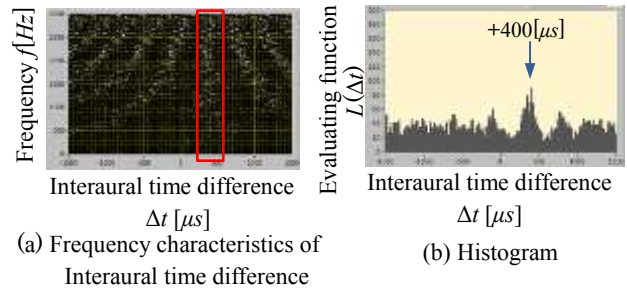 Frequency f[Hz]
Interaural time difference
Δt [μs]
(a) Frequency characteristics of
Interaural time difference
Evaluating function
L(Δt)
+400[μs]
Interaural time difference
Δt [μs]
(b) Histogram